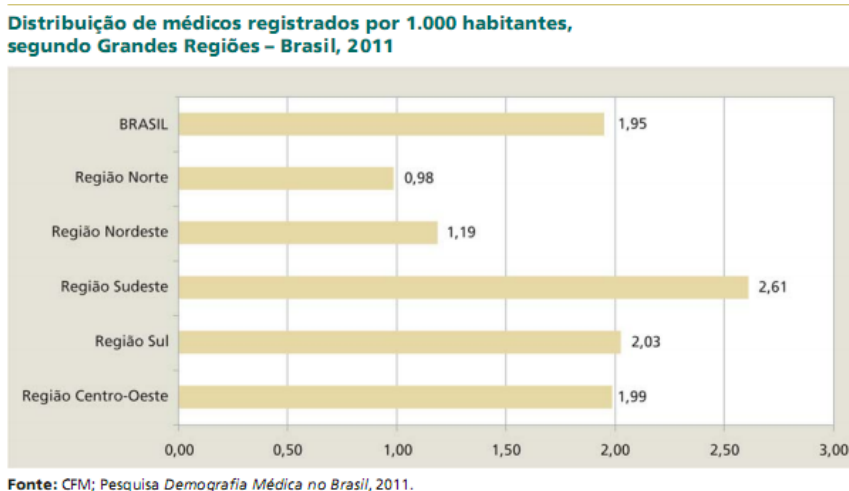 Distribuição de médicos registrados por 1.000 habitantes,
segundo Grandes Regiões – Brasil, 2011
BRASIL 1,95
Região Norte 0,98
Região Nordeste 1,19
Região Sudeste 2,61
Região Sul 2,03
Região Centro-Oeste 1,99
0,00 0,50 1,00 1,50 2,00 2,50 3,00
Fonte: CFM; Pesquisa Demografia Médica no Brasil, 2011.